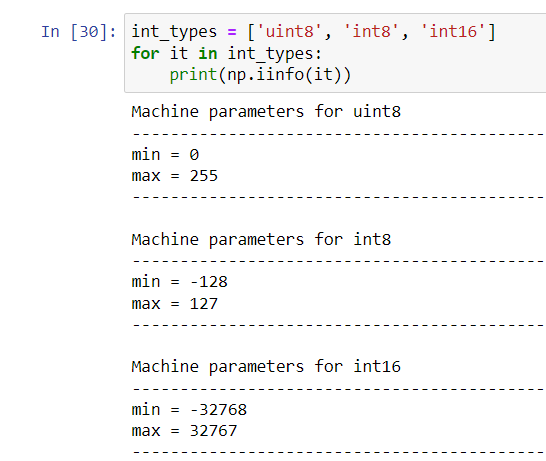 In [30]: int_types = ['uint8', 'int8', 'int16']
for it in int_types:
    print(np.iinfo(it))
Machine parameters for uint8
-------------------------------------------
min = 0
max = 255
-------------------------------------------
Machine parameters for int8
-------------------------------------------
min = -128
max = 127
-------------------------------------------
Machine parameters for int16
-------------------------------------------
min = -32768
max = 32767
-------------------------------------------